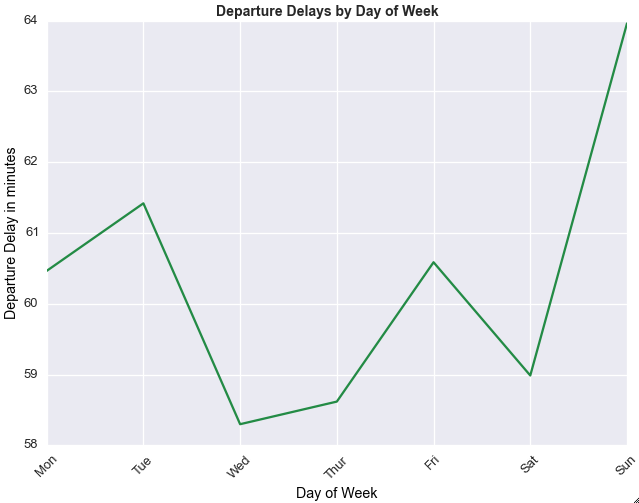 Departure Delays by Day of Week
64
63
62
61
60
59
58
Departure Delay in minutes
Mon
Tue
Wed
Thur
Fri
Sat
Sun
Day of Week